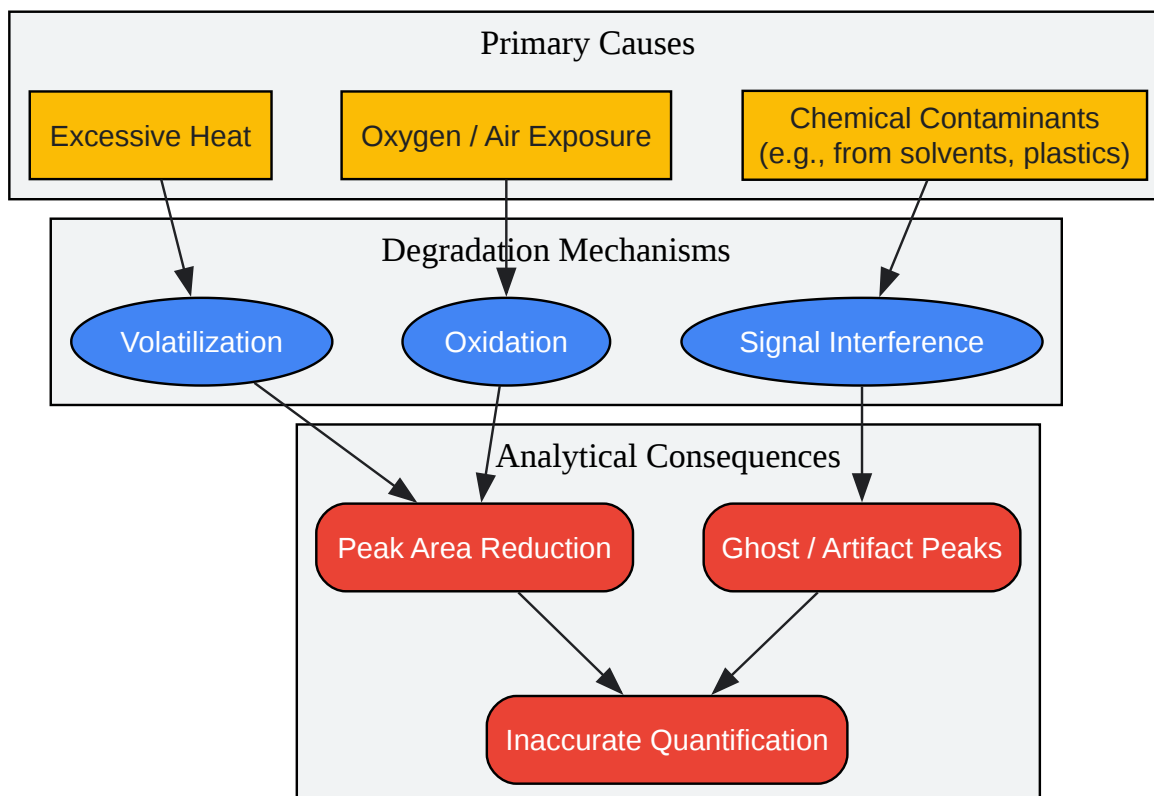 Primary Causes
Excessive Heat
Oxygen / Air Exposure
Chemical Contaminants
(e.g., from solvents, plastics)
Degradation Mechanisms
Volatilization
Oxidation
Signal Interference
Analytical Consequences
Peak Area Reduction
Ghost / Artifact Peaks
Inaccurate Quantification